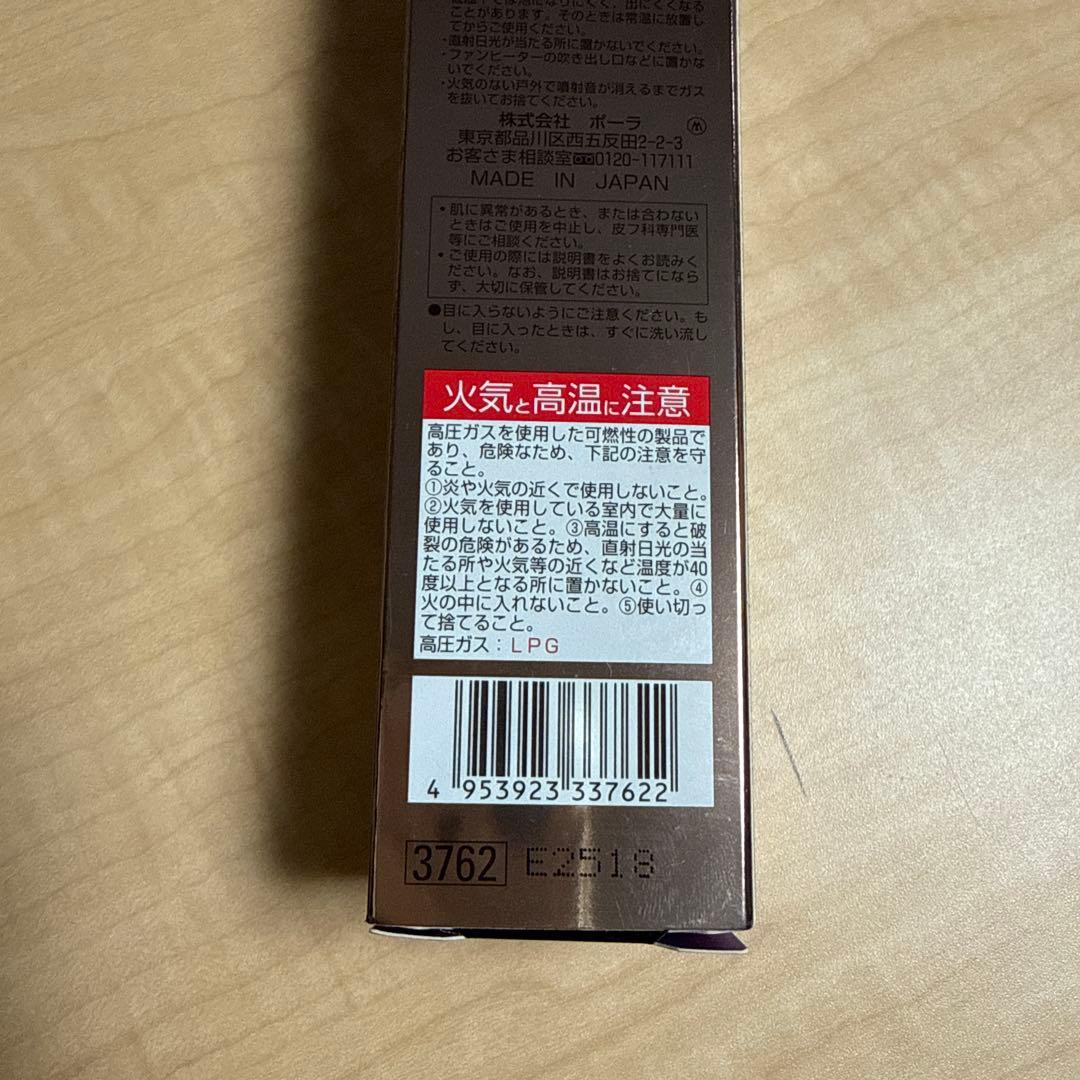 低温下では泡になりにくく、出にくくなる
ことがあります。そのときは常温に放置し
てからご使用ください。
・直射日光が当たる所に置かないでください。
・ファンヒーターの吹き出し口などに置かな
いでください。
・火気のない戸外で噴射音が消えるまでガス
を抜いてお捨てください。
株式会社 ポーラ
東京都品川区西五反田2-2-3
お客さま相談室0120-117111
MADE IN JAPAN
・肌に異常があるとき、または合わない
ときはご使用を中止し、皮フ科専門医
等にご相談ください。
・ご使用の際には説明書をよくお読みく
ださい。なお、説明書はお捨てになら
ず、大切に保管してください。
●目に入らないようにご注意ください。も
し、目に入ったときは、すぐに洗い流し
てください。
火気と高温に注意
高圧ガスを使用した可燃性の製品で
あり、危険なため、下記の注意を守
ること。
①炎や火気の近くで使用しないこと。
②火気を使用している室内で大量に
使用しないこと。③高温にすると破
裂の危険があるため、直射日光の当
たる所や火気等の近くなど温度が40
度以上となる所に置かないこと。④
火の中に入れないこと。⑤使い切っ
て捨てること。
高圧ガス：LPG
4 953923 337622
3762 E2518